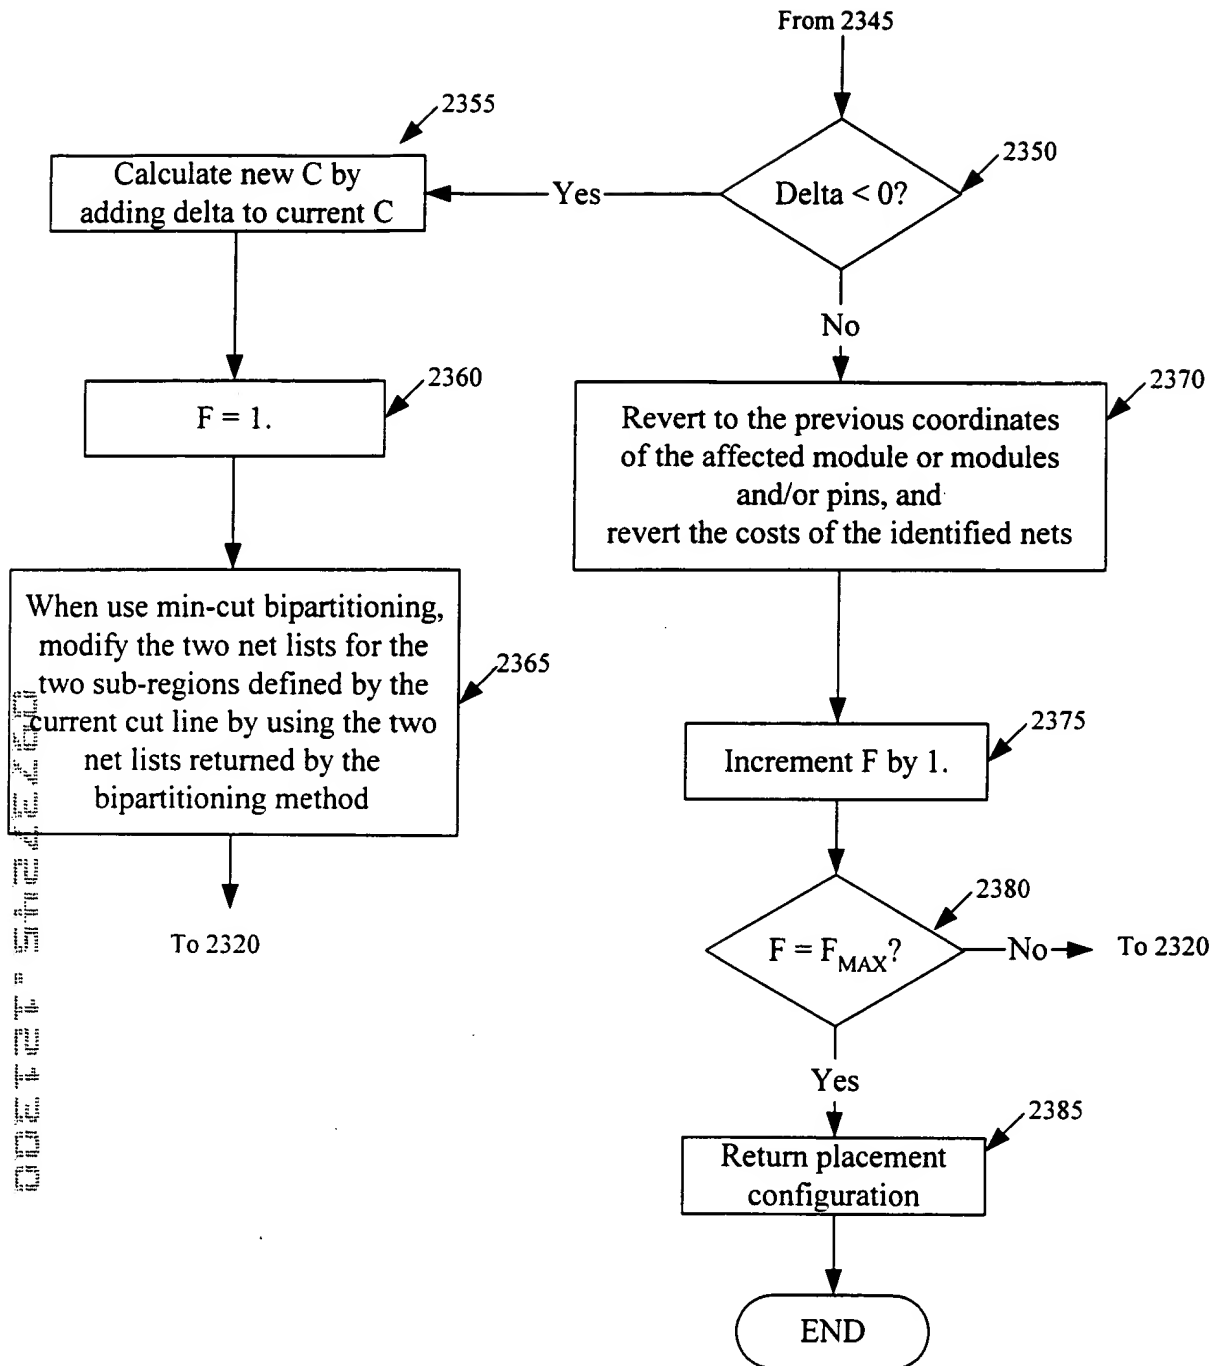 From 2345
2355
2350
Calculate new C by
adding delta to current C
Yes
Delta < 0?
No
2360
F = 1.
2370
Revert to the previous coordinates
of the affected module or modules
and/or pins, and
revert the costs of the identified nets
When use min-cut bipartitioning,
modify the two net lists for the
two sub-regions defined by the
current cut line by using the two
net lists returned by the
bipartitioning method
2365
2375
Increment F by 1.
To 2320
2380
F = F_MAX?
No
To 2320
Yes
2385
Return placement
configuration
END
09732445.121300